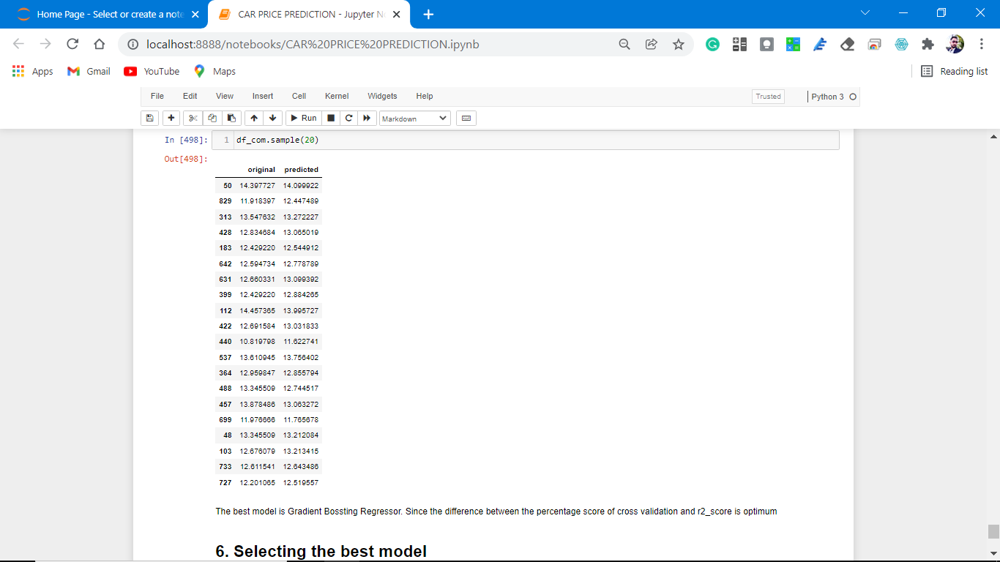 Home Page - Select or create a note
CAR PRICE PREDICTION - Jupyter N
localhost:8888/notebooks/CAR%20PRICE%20PREDICTION.ipynb
Apps Gmail YouTube Maps Reading list
File Edit View Insert Cell Kernel Widgets Help Trusted Python 3
Run Markdown
In [498]: 1 df_com.sample(20)
Out[498]:
original predicted
50 14.397727 14.099922
829 11.918397 12.447489
313 13.547632 13.272227
428 12.834684 13.065019
183 12.429220 12.544912
642 12.594734 12.778789
631 12.660331 13.099392
399 12.429220 12.884265
112 14.457365 13.995727
422 12.691584 13.031833
440 10.819798 11.622741
537 13.610945 13.756402
364 12.959847 12.855794
488 13.345509 12.744517
457 13.878486 13.063272
699 11.976666 11.765678
48 13.345509 13.212084
103 12.676079 13.213415
733 12.611541 12.643486
727 12.201065 12.519557
The best model is Gradient Bossting Regressor. Since the difference between the percentage score of cross validation and r2_score is optimum
6. Selecting the best model